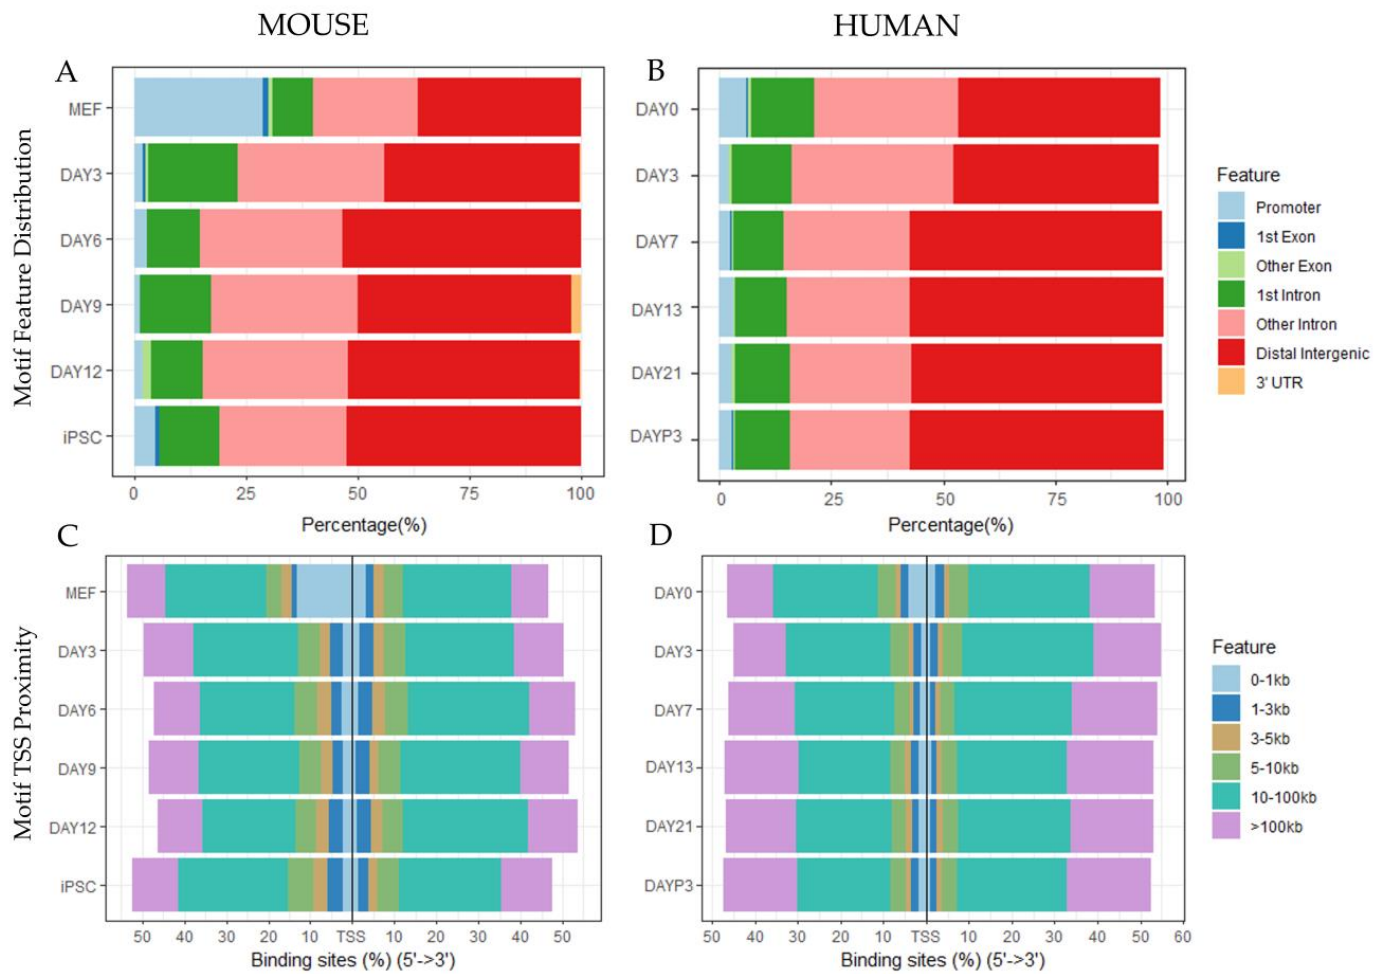 MOUSE
HUMAN
A
B
Motif Feature Distribution
MEF
DAY3
DAY6
DAY9
DAY12
iPSC
0
25
50
75
100
Percentage(%)
DAY0
DAY3
DAY7
DAY13
DAY21
DAYP3
0
25
50
75
100
Percentage(%)
Feature
Promoter
1st Exon
Other Exon
1st Intron
Other Intron
Distal Intergenic
3' UTR
C
D
Motif TSS Proximity
MEF
DAY3
DAY6
DAY9
DAY12
iPSC
50 40 30 20 10 TSS 10 20 30 40 50
Binding sites (%) (5'->3')
DAY0
DAY3
DAY7
DAY13
DAY21
DAYP3
50 40 30 20 10 TSS 10 20 30 40 50 60
Binding sites (%) (5'->3')
Feature
0-1kb
1-3kb
3-5kb
5-10kb
10-100kb
>100kb